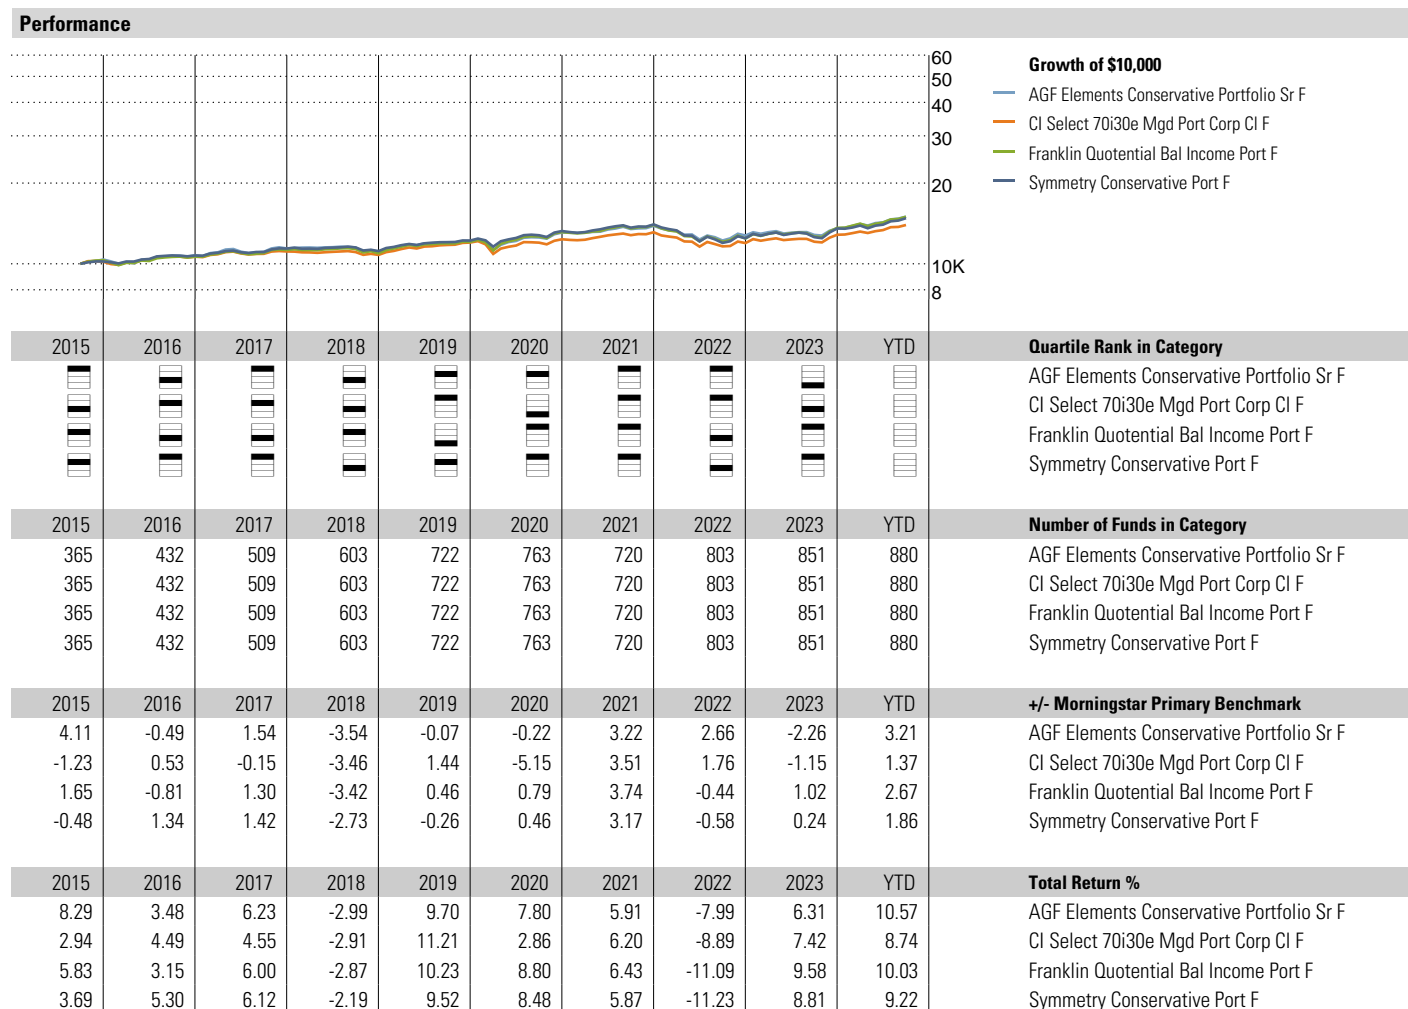 Performance
60
50
40
30
20
10K
8
Growth of $10,000
AGF Elements Conservative Portfolio Sr F
CI Select 70i30e Mgd Port Corp Cl F
Franklin Quotential Bal Income Port F
Symmetry Conservative Port F
2015 2016 2017 2018 2019 2020 2021 2022 2023 YTD Quartile Rank in Category
AGF Elements Conservative Portfolio Sr F
CI Select 70i30e Mgd Port Corp Cl F
Franklin Quotential Bal Income Port F
Symmetry Conservative Port F
2015 2016 2017 2018 2019 2020 2021 2022 2023 YTD Number of Funds in Category
365 432 509 603 722 763 720 803 851 880 AGF Elements Conservative Portfolio Sr F
365 432 509 603 722 763 720 803 851 880 CI Select 70i30e Mgd Port Corp Cl F
365 432 509 603 722 763 720 803 851 880 Franklin Quotential Bal Income Port F
365 432 509 603 722 763 720 803 851 880 Symmetry Conservative Port F
2015 2016 2017 2018 2019 2020 2021 2022 2023 YTD +/- Morningstar Primary Benchmark
4.11 -0.49 1.54 -3.54 -0.07 -0.22 3.22 2.66 -2.26 3.21 AGF Elements Conservative Portfolio Sr F
-1.23 0.53 -0.15 -3.46 1.44 -5.15 3.51 1.76 -1.15 1.37 CI Select 70i30e Mgd Port Corp Cl F
1.65 -0.81 1.30 -3.42 0.46 0.79 3.74 -0.44 1.02 2.67 Franklin Quotential Bal Income Port F
-0.48 1.34 1.42 -2.73 -0.26 0.46 3.17 -0.58 0.24 1.86 Symmetry Conservative Port F
2015 2016 2017 2018 2019 2020 2021 2022 2023 YTD Total Return %
8.29 3.48 6.23 -2.99 9.70 7.80 5.91 -7.99 6.31 10.57 AGF Elements Conservative Portfolio Sr F
2.94 4.49 4.55 -2.91 11.21 2.86 6.20 -8.89 7.42 8.74 CI Select 70i30e Mgd Port Corp Cl F
5.83 3.15 6.00 -2.87 10.23 8.80 6.43 -11.09 9.58 10.03 Franklin Quotential Bal Income Port F
3.69 5.30 6.12 -2.19 9.52 8.48 5.87 -11.23 8.81 9.22 Symmetry Conservative Port F